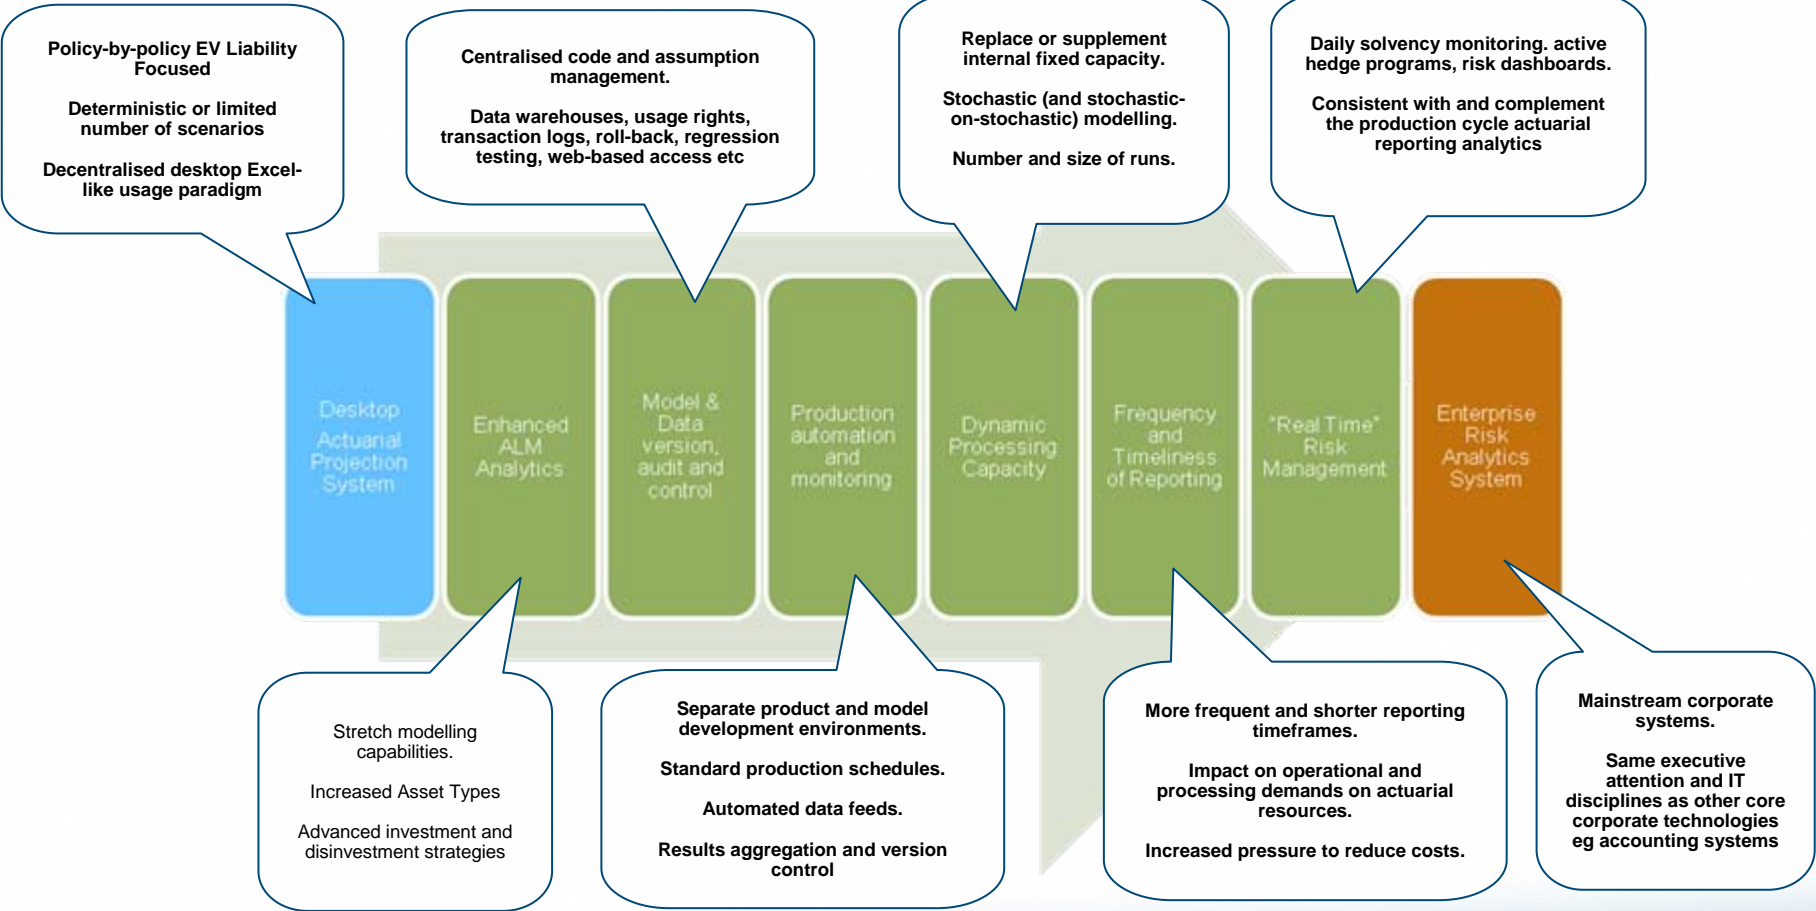 Policy-by-policy EV Liability
Focused
Deterministic or limited
number of scenarios
Decentralised desktop Excel-
like usage paradigm
Centralised code and assumption
management.
Data warehouses, usage rights,
transaction logs, roll-back, regression
testing, web-based access etc
Replace or supplement
internal fixed capacity.
Stochastic (and stochastic-
on-stochastic) modelling.
Number and size of runs.
Daily solvency monitoring. active
hedge programs, risk dashboards.
Consistent with and complement
the production cycle actuarial
reporting analytics
Desktop
Actuarial
Projection
System
Enhanced
ALM
Analytics
Model &
Data
version,
audit and
control
Production
automation
and
monitoring
Dynamic
Processing
Capacity
Frequency
and
Timeliness
of Reporting
"Real Time"
Risk
Management
Enterprise
Risk
Analytics
System
Stretch modelling
capabilities.
Increased Asset Types
Advanced investment and
disinvestment strategies
Separate product and model
development environments.
Standard production schedules.
Automated data feeds.
Results aggregation and version
control
More frequent and shorter reporting
timeframes.
Impact on operational and
processing demands on actuarial
resources.
Increased pressure to reduce costs.
Mainstream corporate
systems.
Same executive
attention and IT
disciplines as other core
corporate technologies
eg accounting systems